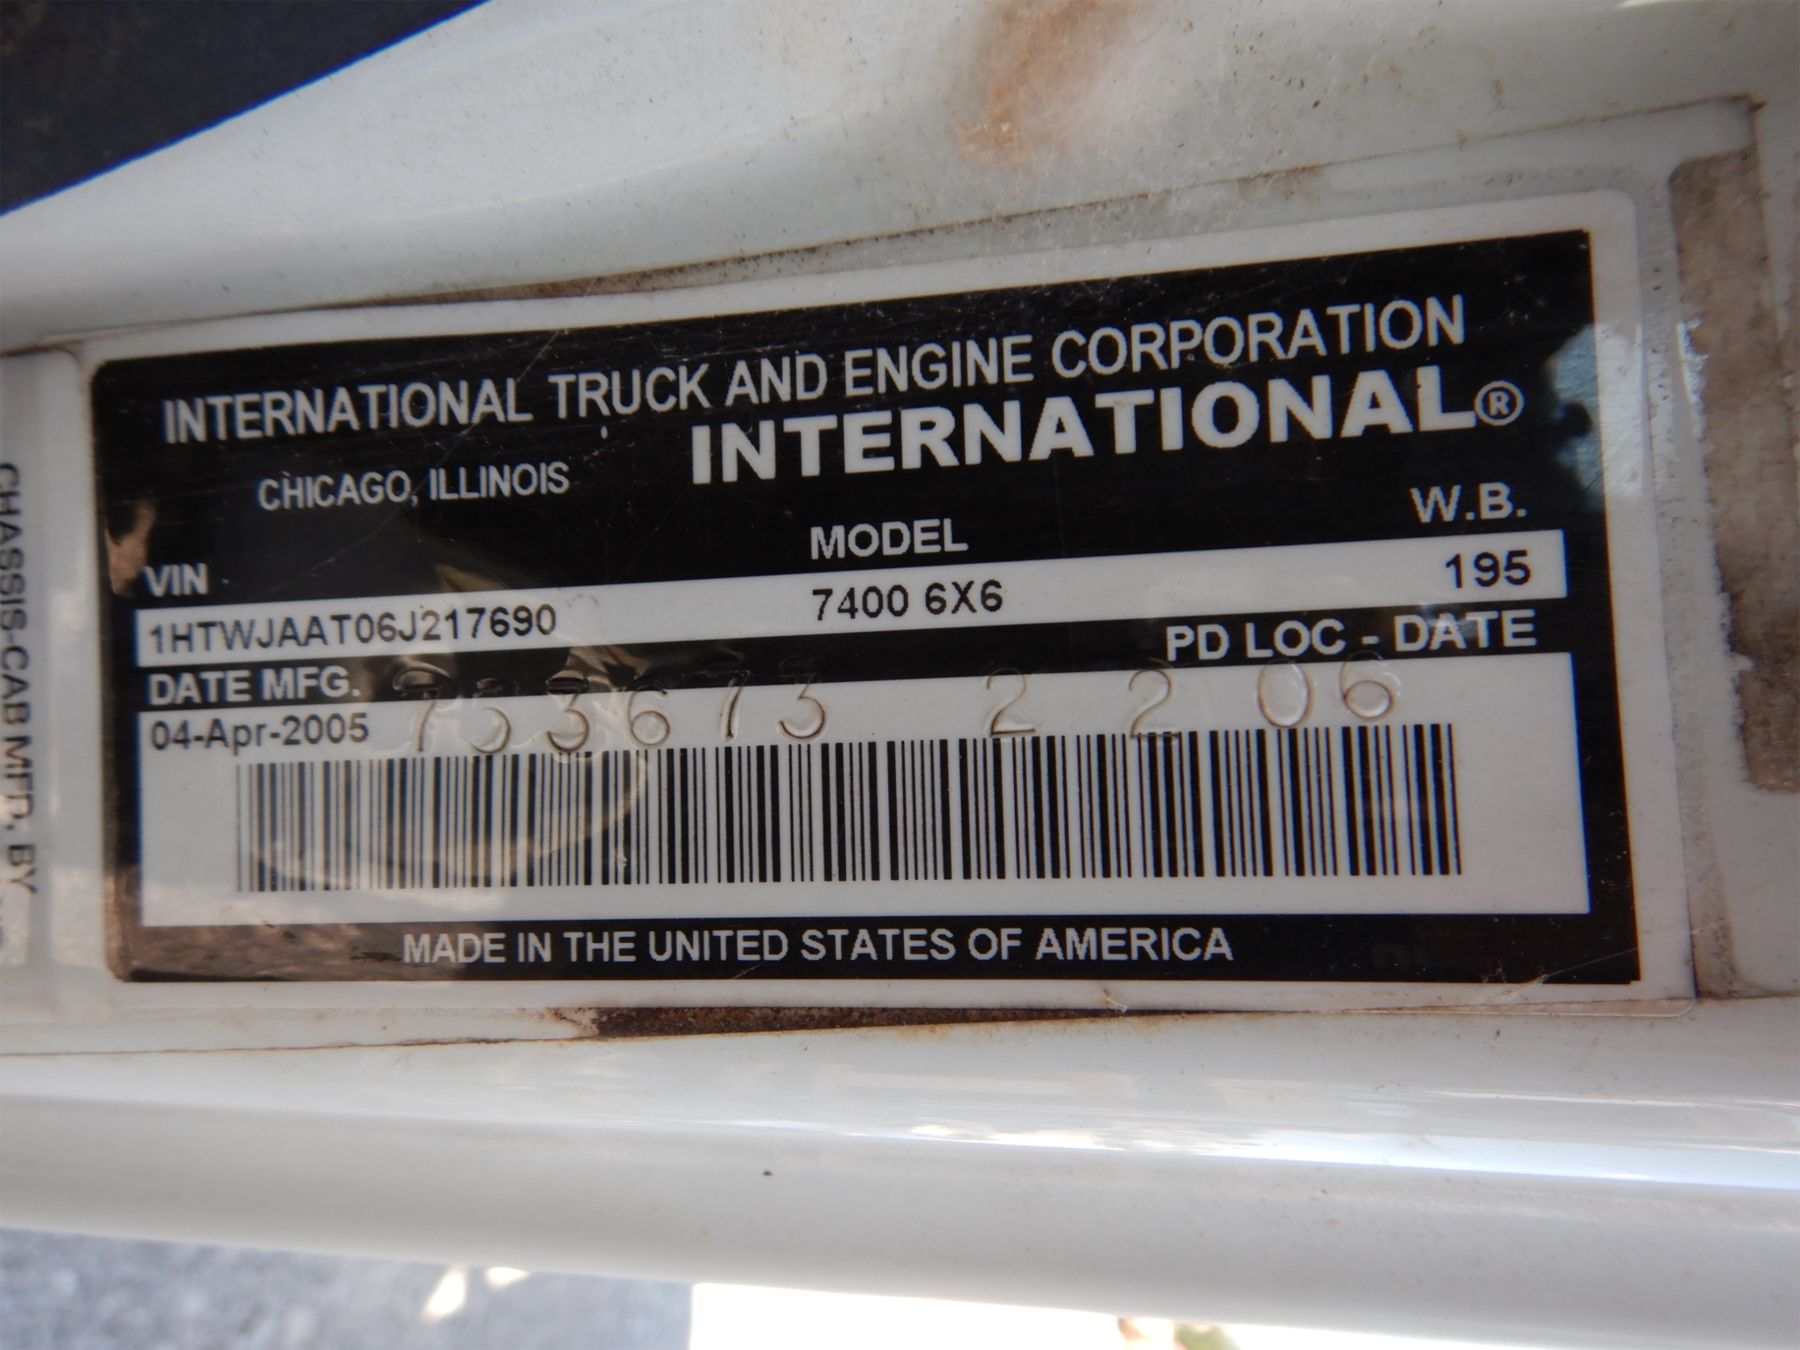 INTERNATIONAL TRUCK AND ENGINE CORPORATION
CHICAGO, ILLINOIS
INTERNATIONAL®
VIN MODEL W.B.
1HTWJAAT06J217690 7400 6X6 195
DATE MFG. PD LOC - DATE
04-Apr-2005
753673 2 2 06
MADE IN THE UNITED STATES OF AMERICA
CHASSIS-CAB MFD. BY